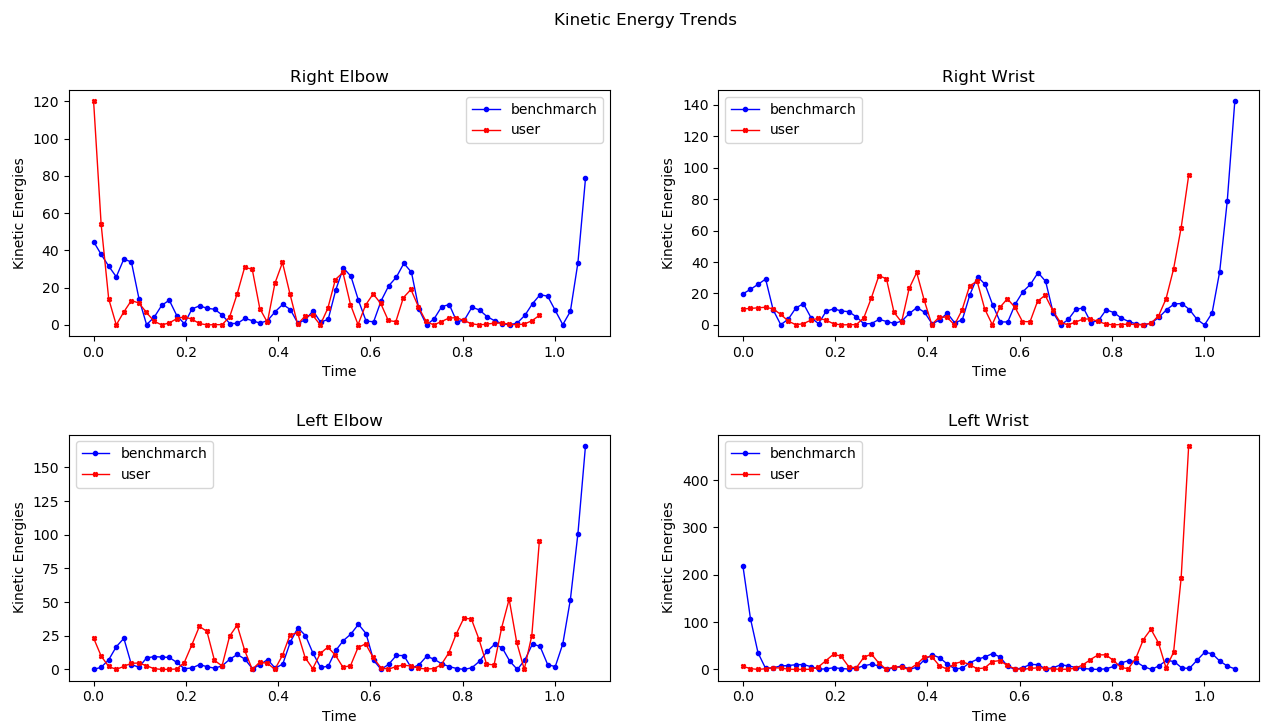 Kinetic Energy Trends
Right Elbow
120
100
80
60
40
20
0
Kinetic Energies
benchmarch
user
0.0 0.2 0.4 0.6 0.8 1.0
Time
Right Wrist
140
120
100
80
60
40
20
0
Kinetic Energies
benchmarch
user
0.0 0.2 0.4 0.6 0.8 1.0
Time
Left Elbow
150
125
100
75
50
25
0
Kinetic Energies
benchmarch
user
0.0 0.2 0.4 0.6 0.8 1.0
Time
Left Wrist
400
300
200
100
0
Kinetic Energies
benchmarch
user
0.0 0.2 0.4 0.6 0.8 1.0
Time